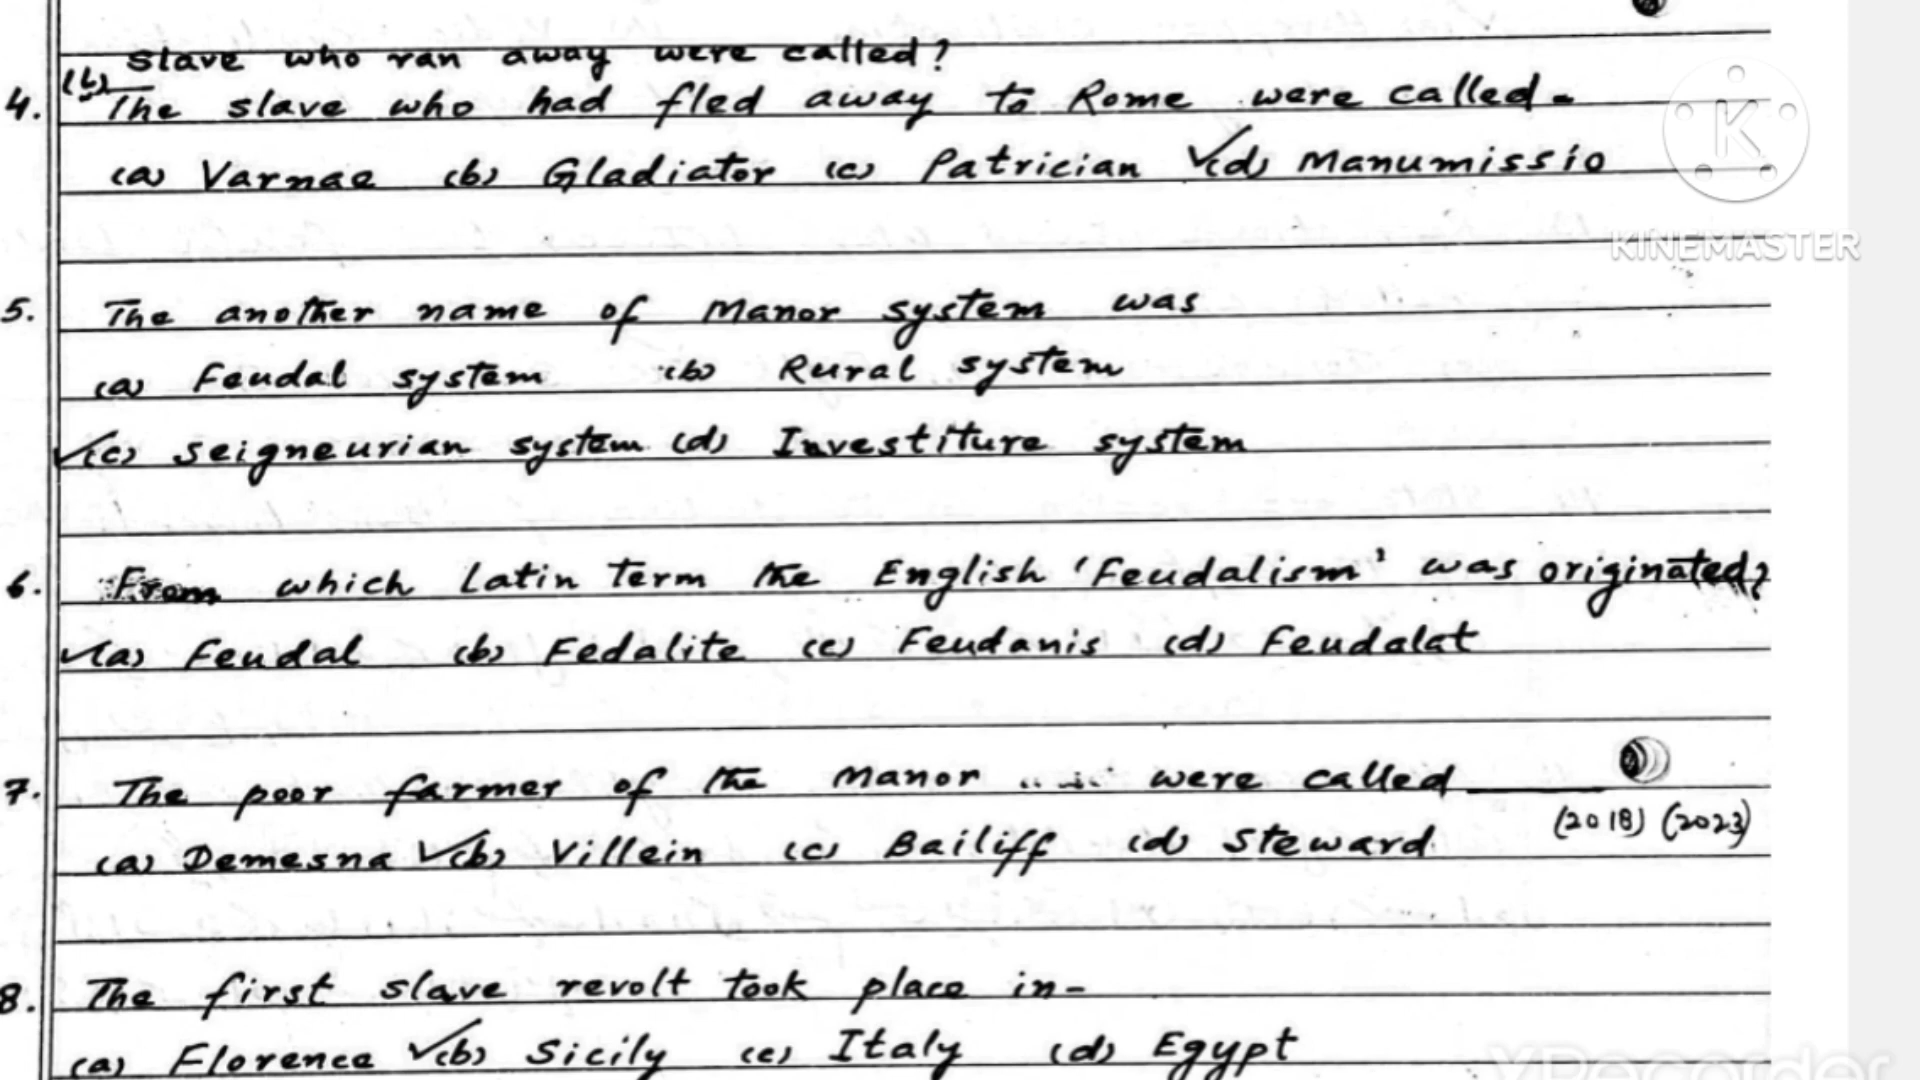 slave who ran away were called?
4. (b) The slave who had fled away to Rome were called-
(a) Varnae (b) Gladiator (c) Patrician ✓(d) Manumissio
KINEMASTER
5. The another name of Manor system was
(a) Feudal system (b) Rural system
✓(c) Seigneurian system (d) Investiture system
6. From which Latin Term the English 'Feudalism' was originated?
✓(a) Feudal (b) Fedalite (c) Feudanis (d) Feudalat
7. The poor farmer of the Manor ..... were called ______
(2018) (2023)
(a) Demesna ✓(b) Villein (c) Bailiff (d) Steward
8. The first slave revolt took place in-
(a) Florence ✓(b) Sicily (c) Italy (d) Egypt
XRecorder